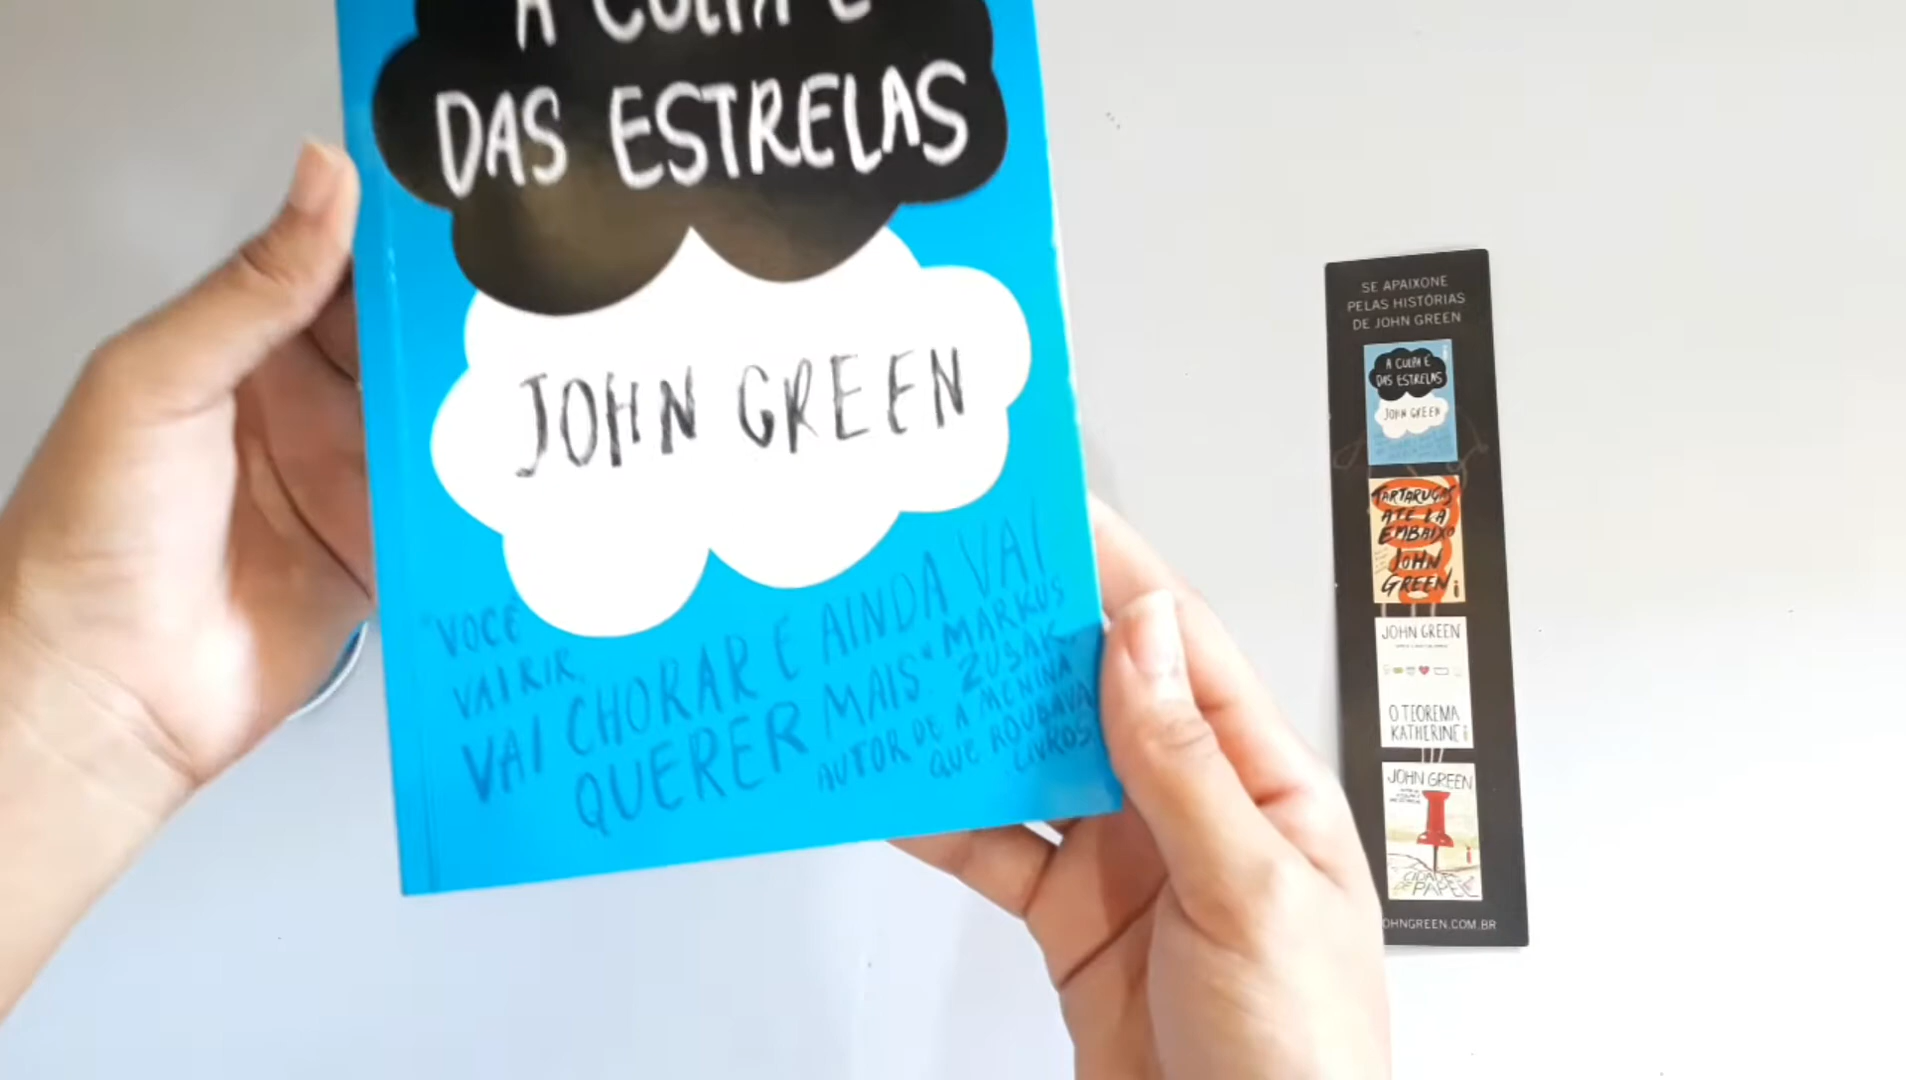 A CULPA É
DAS ESTRELAS
JOHN GREEN
"VOCÊ
VAI RIR,
VAI CHORAR E AINDA VAI
QUERER MAIS" MARKUS
ZUSAK,
AUTOR DE A MENINA
QUE ROUBAVA
LIVROS
SE APAIXONE
PELAS HISTÓRIAS
DE JOHN GREEN
A CULPA É
DAS ESTRELAS
JOHN GREEN
TARTARUGAS
ATÉ LÁ
EMBAIXO
JOHN
GREEN
JOHN GREEN
O TEOREMA
KATHERINE
JOHN GREEN
CIDADES
DE PAPEL
OHNGREEN.COM.BR